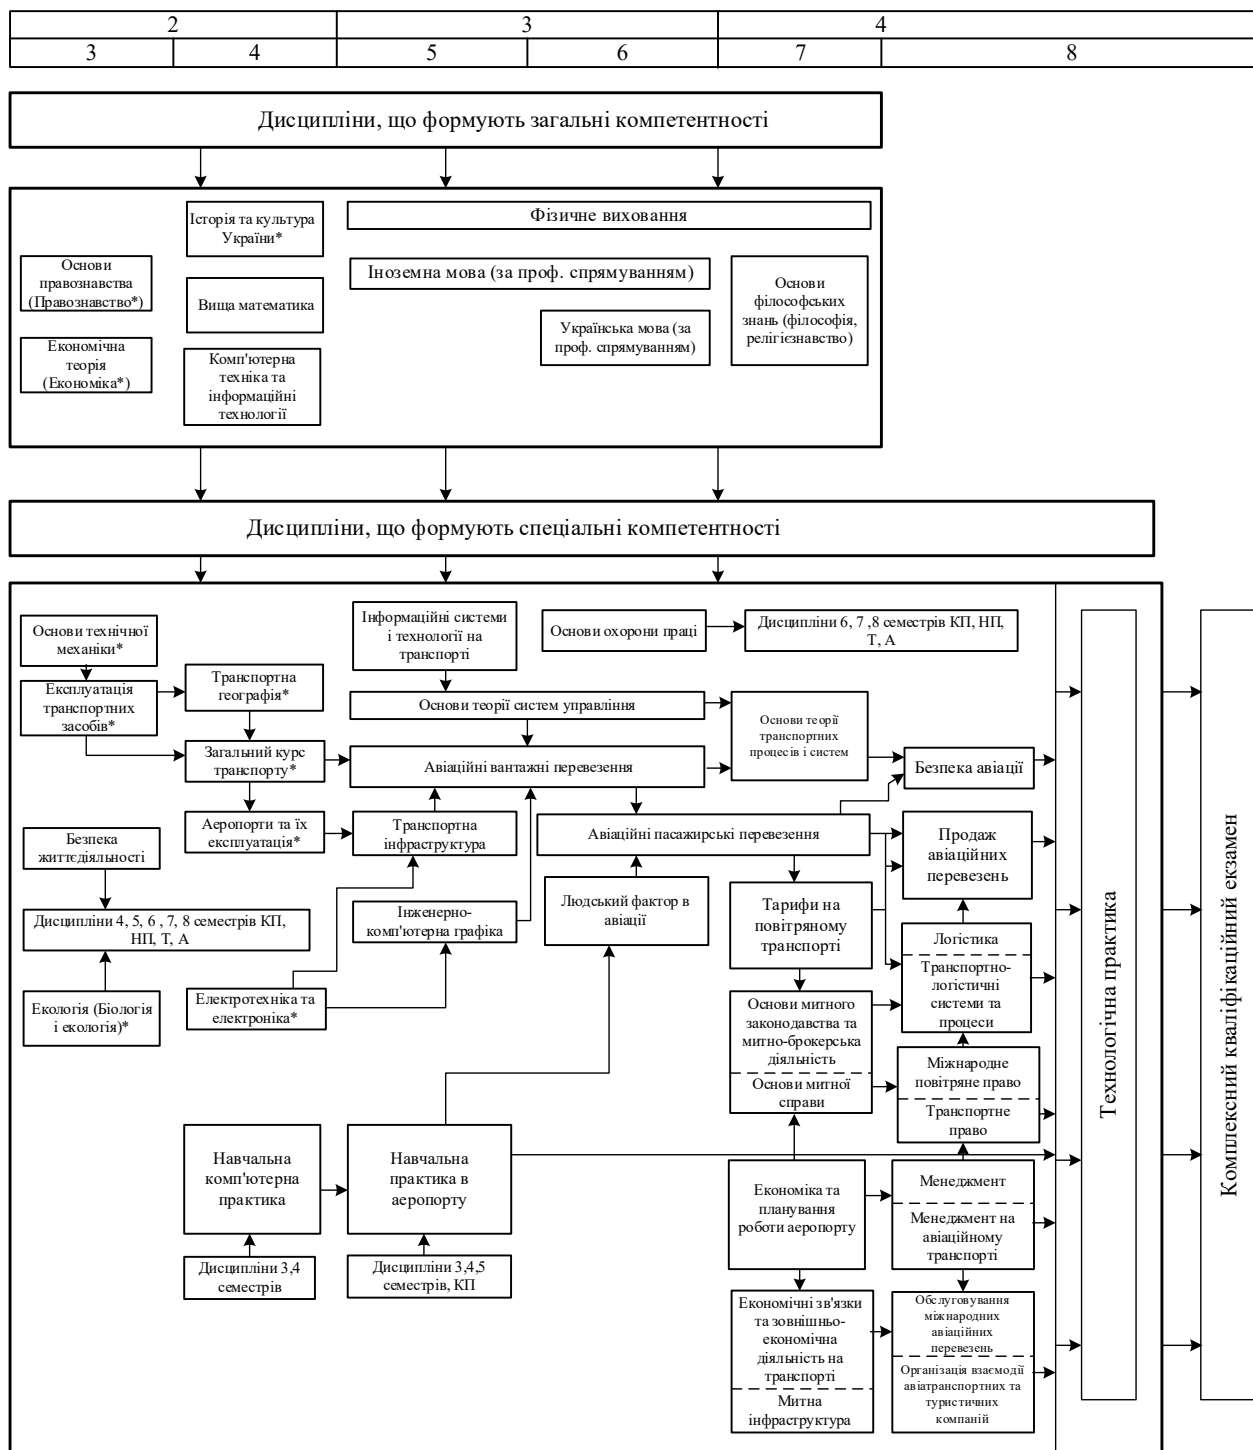 2
3
4
3
4
5
6
7
8
Дисципліни, що формують загальні компетентності
Історія та культура
України*
Фізичне виховання
Основи
правознавства
(Правознавство*)
Вища математика
Іноземна мова (за проф. спрямуванням)
Основи
філософських
знань (філософія,
релігієзнавство)
Українська мова (за
проф. спрямуванням)
Економічна
теорія
(Економіка*)
Комп'ютерна
техніка та
інформаційні
технології
Дисципліни, що формують спеціальні компетентності
Основи технічної
механіки*
Інформаційні системи
і технології на
транспорті
Основи охорони праці
Дисципліни 6, 7 ,8 семестрів КП, НП,
Т, А
Експлуатація
транспортних
засобів*
Транспортна
географія*
Основи теорії систем управління
Основи теорії
транспортних
процесів і систем
Загальний курс
транспорту*
Авіаційні вантажні перевезення
Безпека авіації
Аеропорти та їх
експлуатація*
Транспортна
інфраструктура
Авіаційні пасажирські перевезення
Продаж
авіаційних
перевезень
Безпека
життєдіяльності
Дисципліни 4, 5, 6 , 7, 8 семестрів КП,
НП, Т, А
Інженерно-
комп'ютерна графіка
Людський фактор в
авіації
Тарифи на
повітряному
транспорті
Логістика
Транспортно-
логістичні
системи та
процеси
Екологія (Біологія
і екологія)*
Електротехніка та
електроніка*
Основи митного
законодавства та
митно-брокерська
діяльність
Основи митної
справи
Міжнародне
повітряне право
Транспортне
право
Навчальна
комп'ютерна
практика
Навчальна
практика в
аеропорту
Економіка та
планування
роботи аеропорту
Менеджмент
Менеджмент на
авіаційному
транспорті
Дисципліни 3,4
семестрів
Дисципліни 3,4,5
семестрів, КП
Економічні зв'язки
та зовнішньо-
економічна
діяльність на
транспорті
Митна
інфраструктура
Обслуговування
міжнародних
авіаційних
перевезень
Організація взаємодії
авіатранспортних та
туристичних
компаній
Технологічна практика
Комплексний кваліфікаційний екзамен